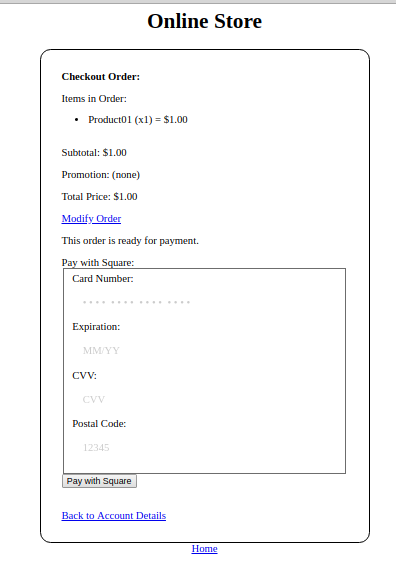 Online Store
Checkout Order:
Items in Order:
• Product01 (x1) = $1.00
Subtotal: $1.00
Promotion: (none)
Total Price: $1.00
Modify Order
This order is ready for payment.
Pay with Square:
Card Number:
•••• •••• •••• ••••
Expiration:
MM/YY
CVV:
CVV
Postal Code:
12345
Pay with Square
Back to Account Details
Home